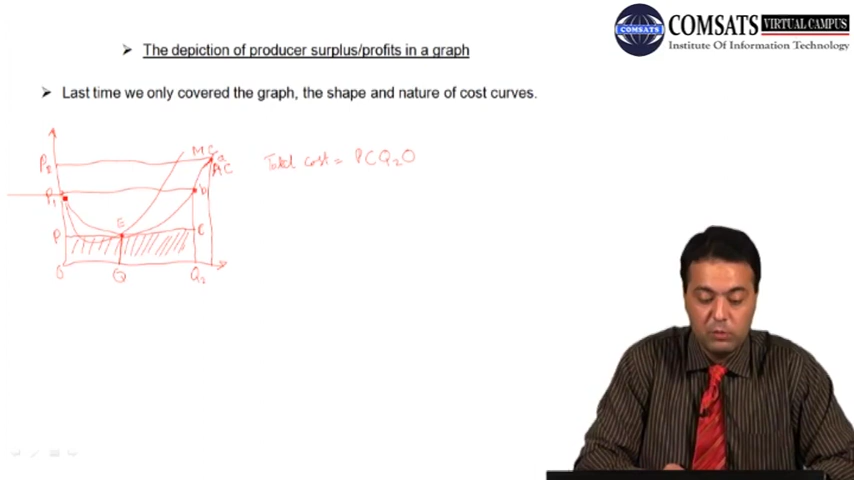 COMSATS VIRTUAL CAMPUS
COMSATS
Institute Of Information Technology
The depiction of producer surplus/profits in a graph
Last time we only covered the graph, the shape and nature of cost curves.
MC a
P2 AC
Total cost = PCQ2O
P1 b
E
P C
O Q Q2